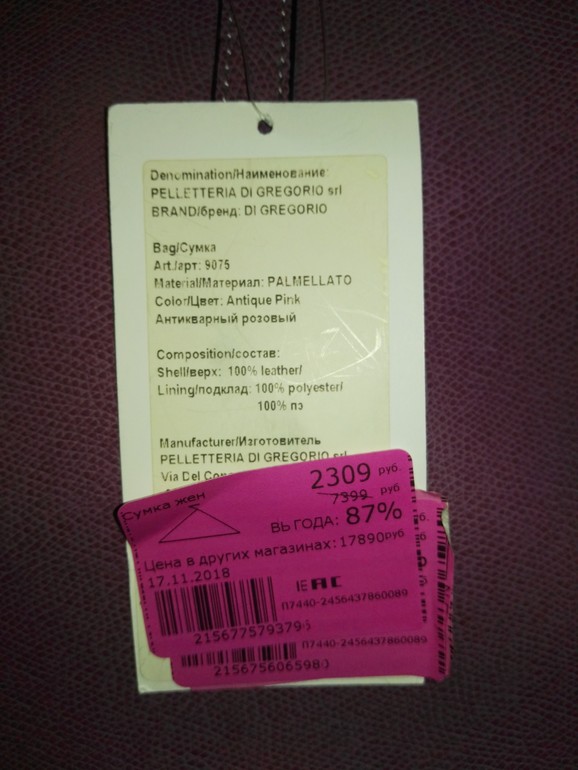 Denomination/Наименование:
PELLETTERIA DI GREGORIO srl
BRAND/бренд: DI GREGORIO
Bag/Сумка
Art./арт: 9075
Material/Материал: PALMELLATO
Color/Цвет: Antique Pink
Антикварный розовый
Composition/состав:
Shell/верх: 100% leather/
Lining/подклад: 100% polyester/
100% пэ
Manufacturer/Изготовитель
PELLETTERIA DI GREGORIO srl
Via Del
2309 руб.
Сумка жен
7399 руб
ВЫГОДА: 87%
Цена в других магазинах: 17890руб
17.11.2018
EAC
П7440-2456437860089
215677579379
П7440-2456437860089
215675606598